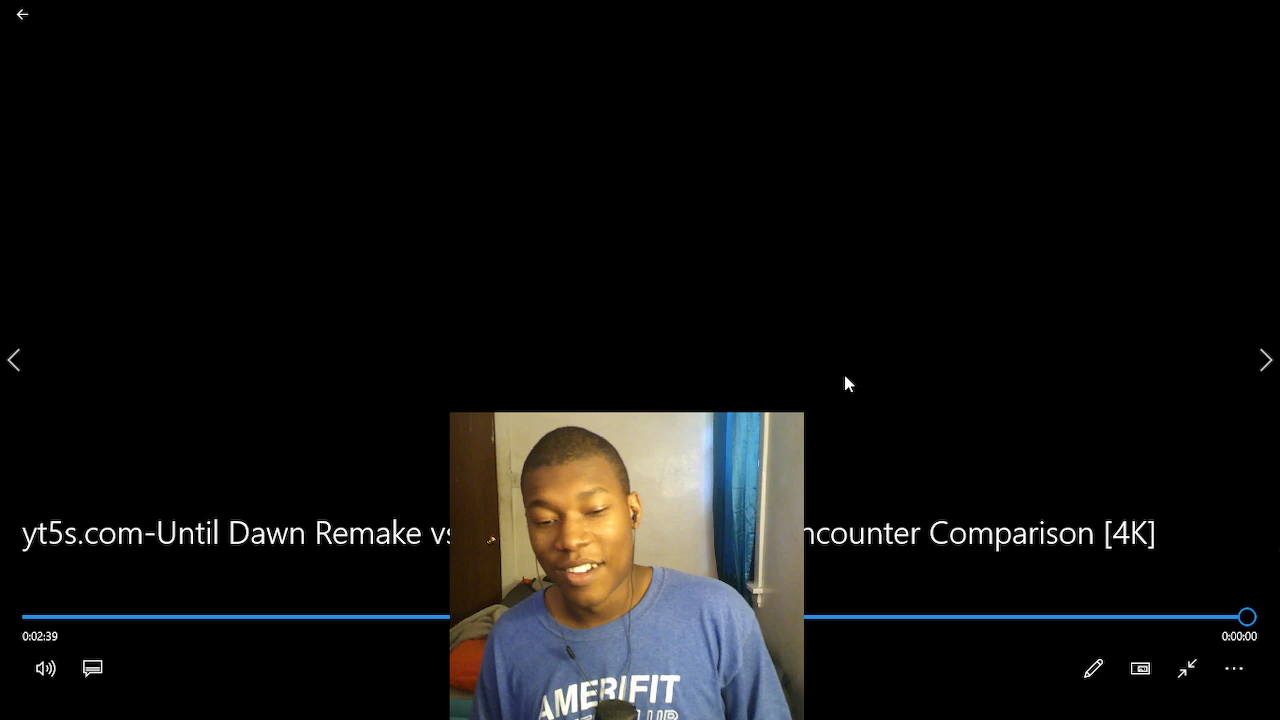 yt5s.com-Until Dawn Remake vs
ncounter Comparison [4K]
0:02:39
0:00:00
AMERIFIT